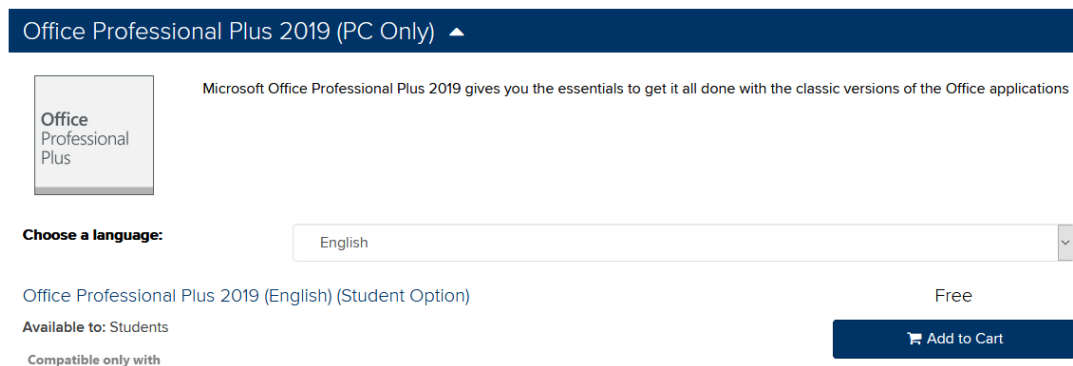 Office Professional Plus 2019 (PC Only)
Office
Professional
Plus
Microsoft Office Professional Plus 2019 gives you the essentials to get it all done with the classic versions of the Office applications
Choose a language:
English
Office Professional Plus 2019 (English) (Student Option)
Free
Available to: Students
Add to Cart
Compatible only with